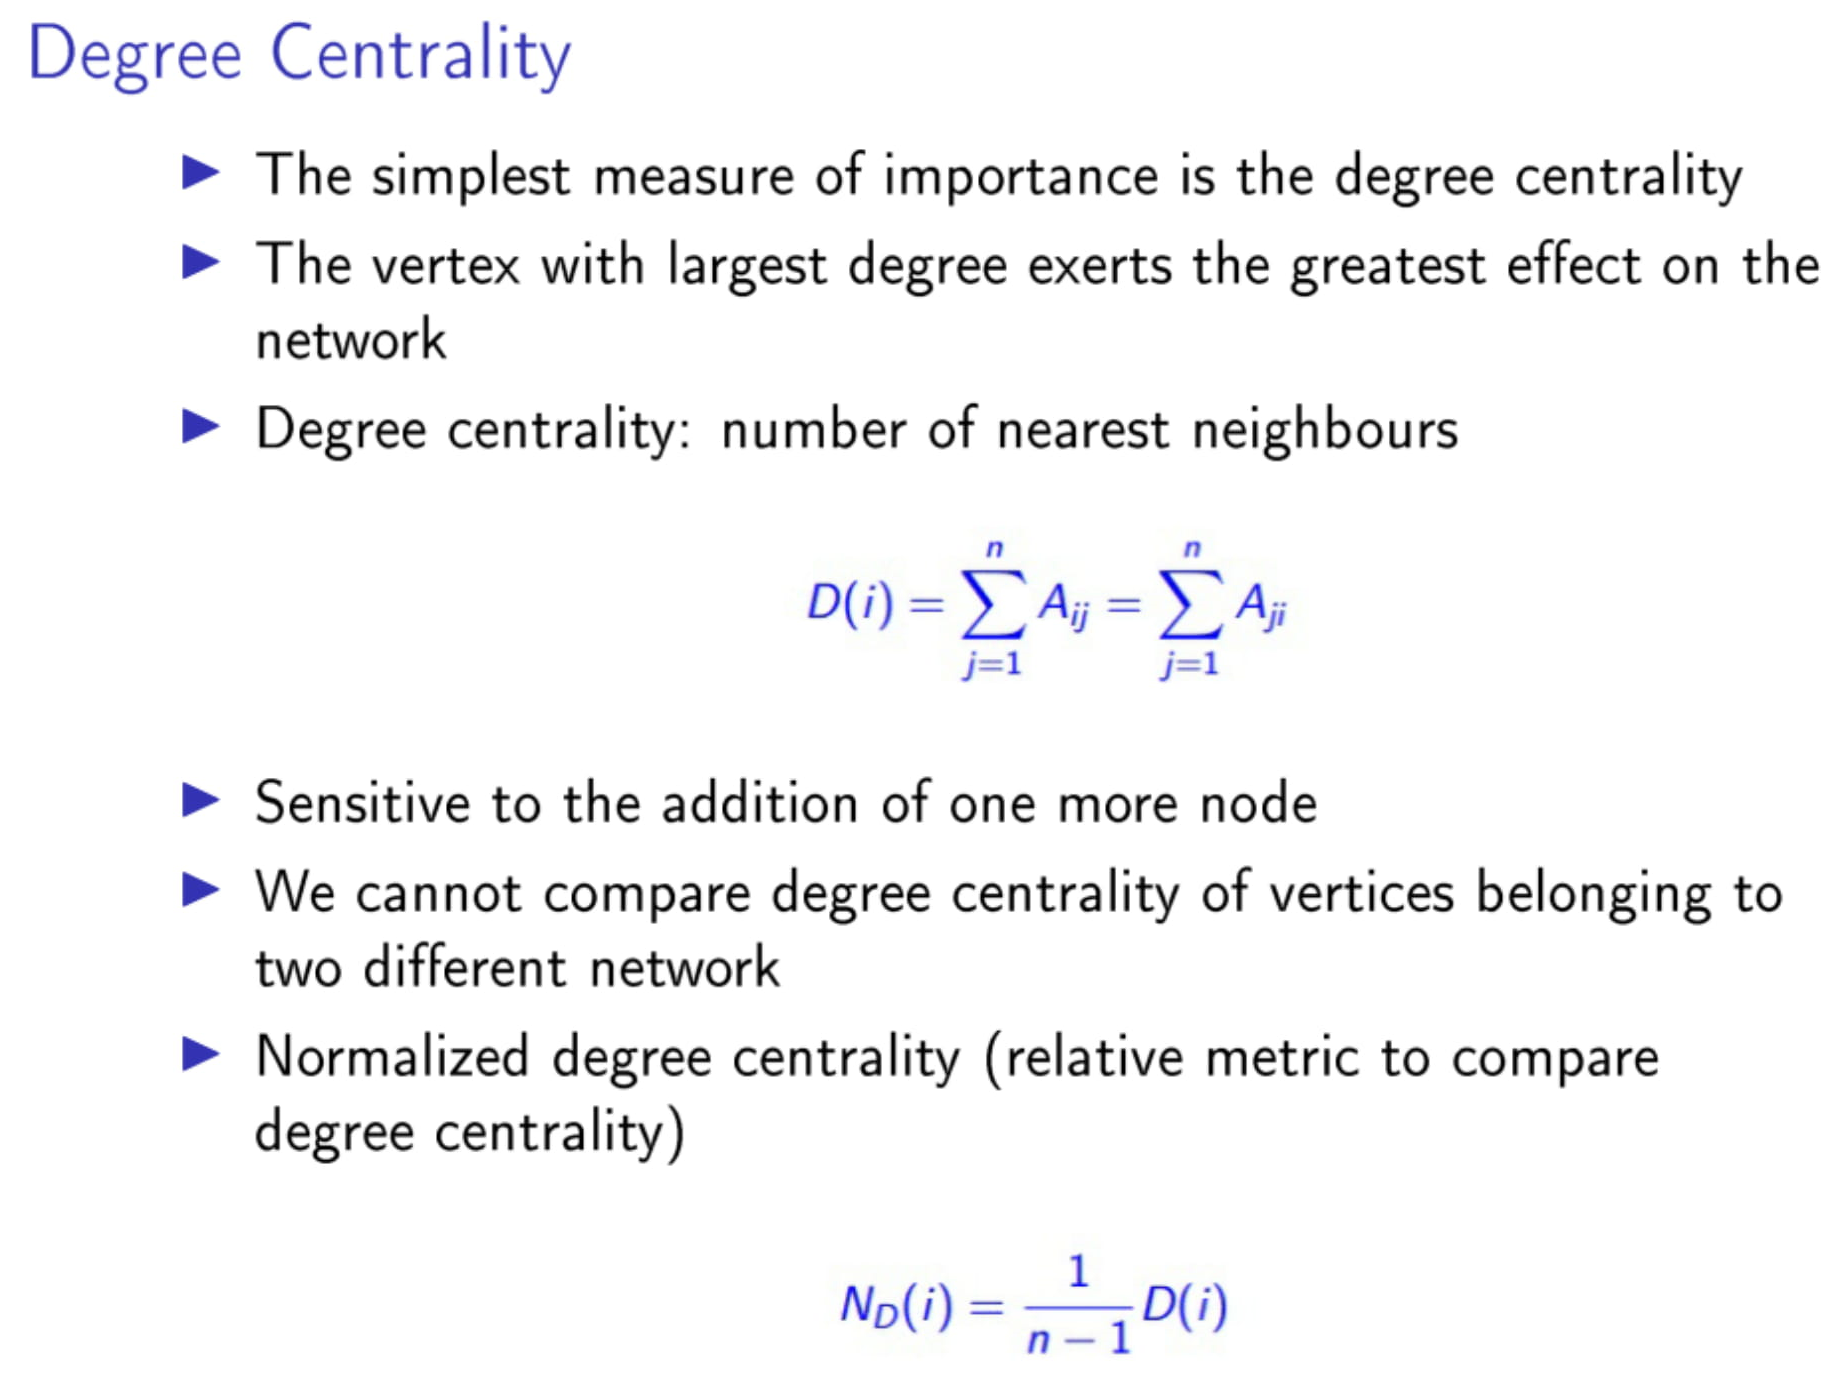 Degree Centrality
▶ The simplest measure of importance is the degree centrality
▶ The vertex with largest degree exerts the greatest effect on the
network
▶ Degree centrality: number of nearest neighbours
D(i) = \sum_{j=1}^{n} A_{ij} = \sum_{j=1}^{n} A_{ji}
▶ Sensitive to the addition of one more node
▶ We cannot compare degree centrality of vertices belonging to
two different network
▶ Normalized degree centrality (relative metric to compare
degree centrality)
N_D(i) = \frac{1}{n-1} D(i)